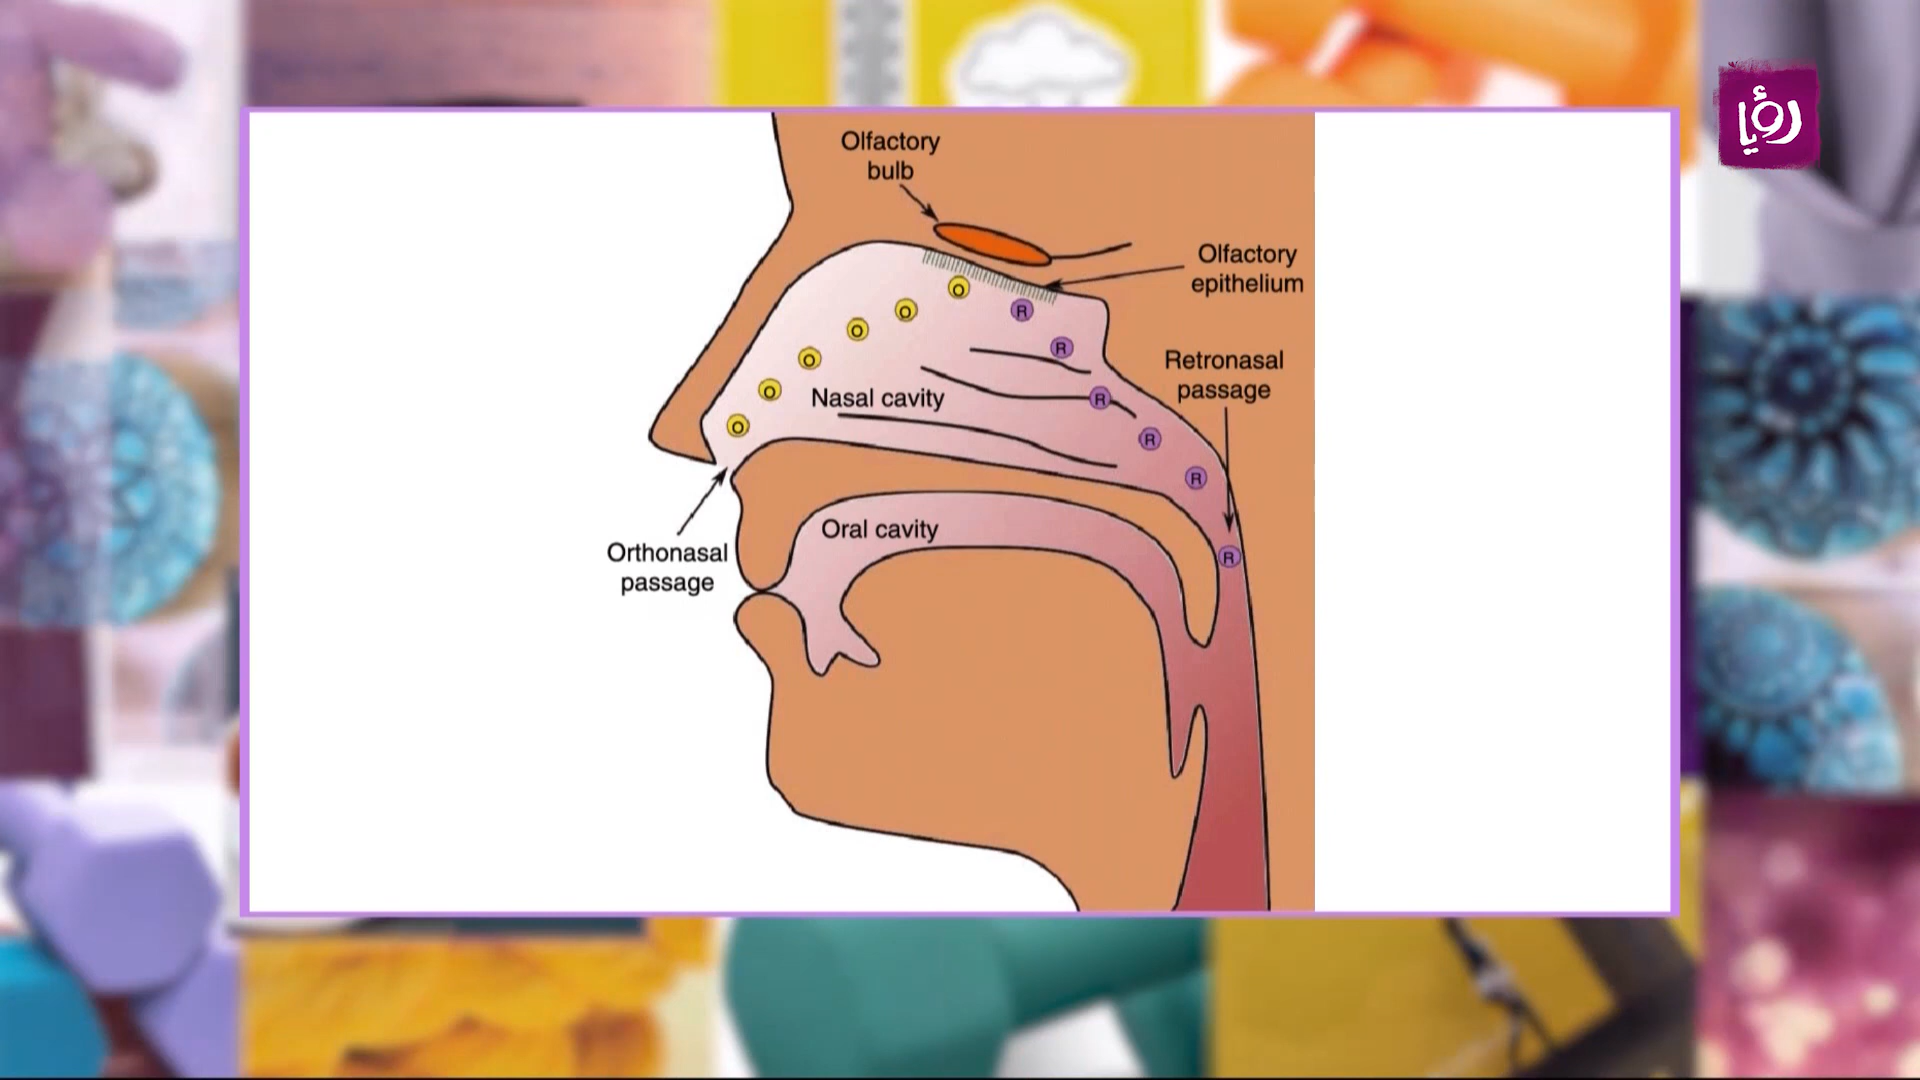 رؤيا
Olfactory
bulb
Olfactory
epithelium
O
O
O
O
O
O
R
R
R
R
R
R
Retronasal
passage
Nasal cavity
Oral cavity
Orthonasal
passage